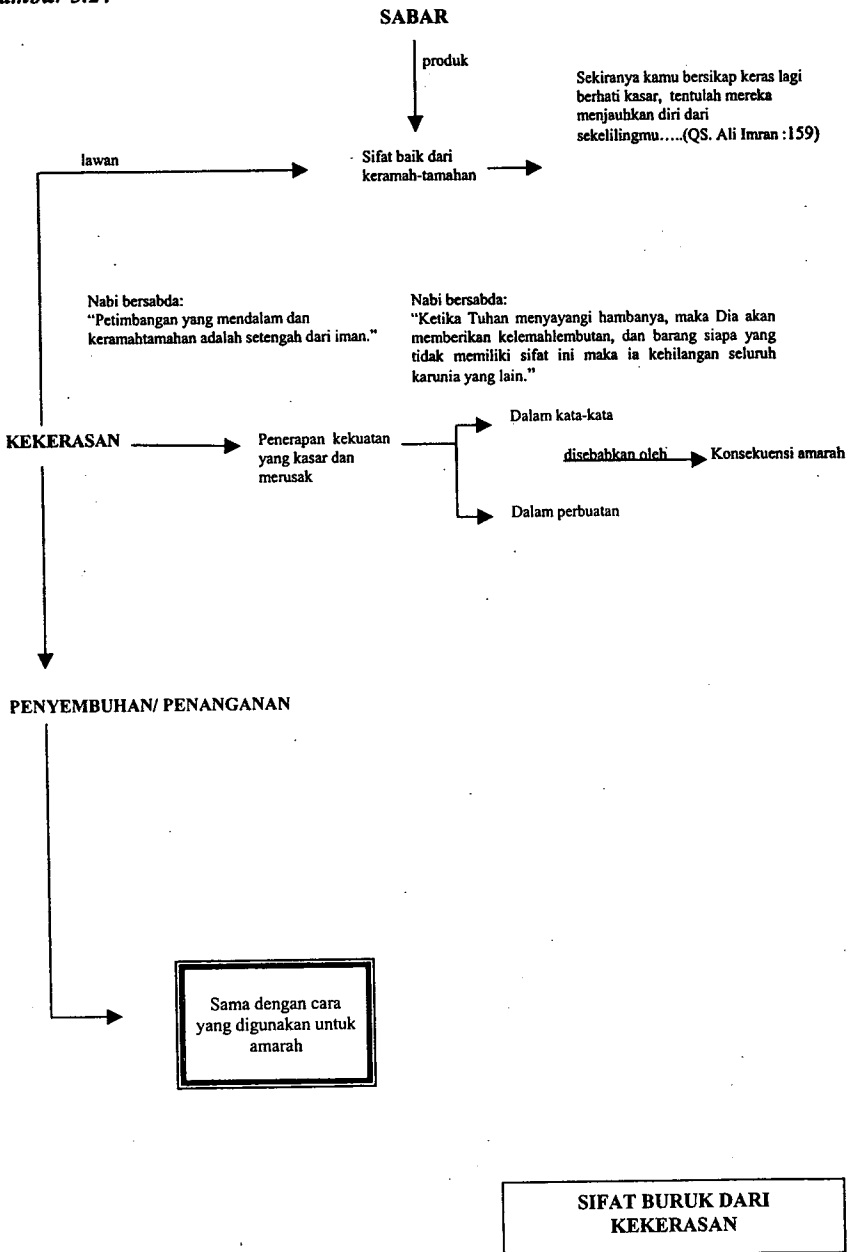 SABAR
produk
Sekiranya kamu bersikap keras lagi
berhati kasar, tentulah mereka
menjauhkan diri dari
sekelilingmu.....(QS. Ali Imran :159)
lawan
Sifat baik dari
keramah-tamahan
Nabi bersabda:
“Petimbangan yang mendalam dan
keramahtamahan adalah setengah dari iman.”
Nabi bersabda:
“Ketika Tuhan menyayangi hambanya, maka Dia akan
memberikan kelemahlembutan, dan barang siapa yang
tidak memiliki sifat ini maka ia kehilangan seluruh
karunia yang lain.”
KEKERASAN
Penerapan kekuatan
yang kasar dan
merusak
Dalam kata-kata
disebabkan oleh
Konsekuensi amarah
Dalam perbuatan
PENYEMBUHAN/ PENANGANAN
Sama dengan cara
yang digunakan untuk
amarah
SIFAT BURUK DARI
KEKERASAN